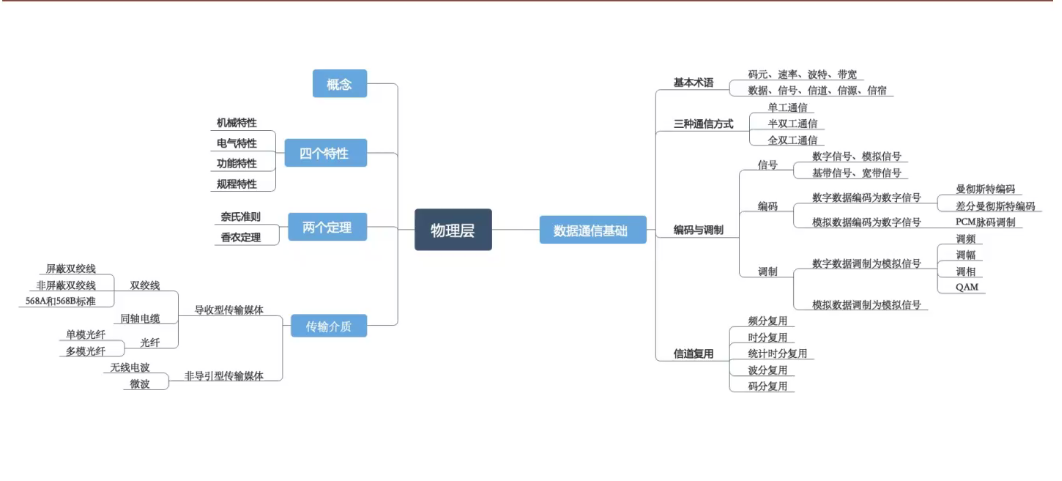 物理层
概念
四个特性
机械特性
电气特性
功能特性
规程特性
两个定理
奈氏准则
香农定理
传输介质
导收型传输媒体
双绞线
屏蔽双绞线
非屏蔽双绞线
568A和568B标准
同轴电缆
光纤
单模光纤
多模光纤
非导引型传输媒体
无线电波
微波
数据通信基础
基本术语
码元、速率、波特、带宽
数据、信号、信道、信源、信宿
三种通信方式
单工通信
半双工通信
全双工通信
编码与调制
信号
数字信号、模拟信号
基带信号、宽带信号
编码
数字数据编码为数字信号
曼彻斯特编码
差分曼彻斯特编码
模拟数据编码为数字信号
PCM脉码调制
调制
数字数据调制为模拟信号
调频
调幅
调相
QAM
模拟数据调制为模拟信号
信道复用
频分复用
时分复用
统计时分复用
波分复用
码分复用